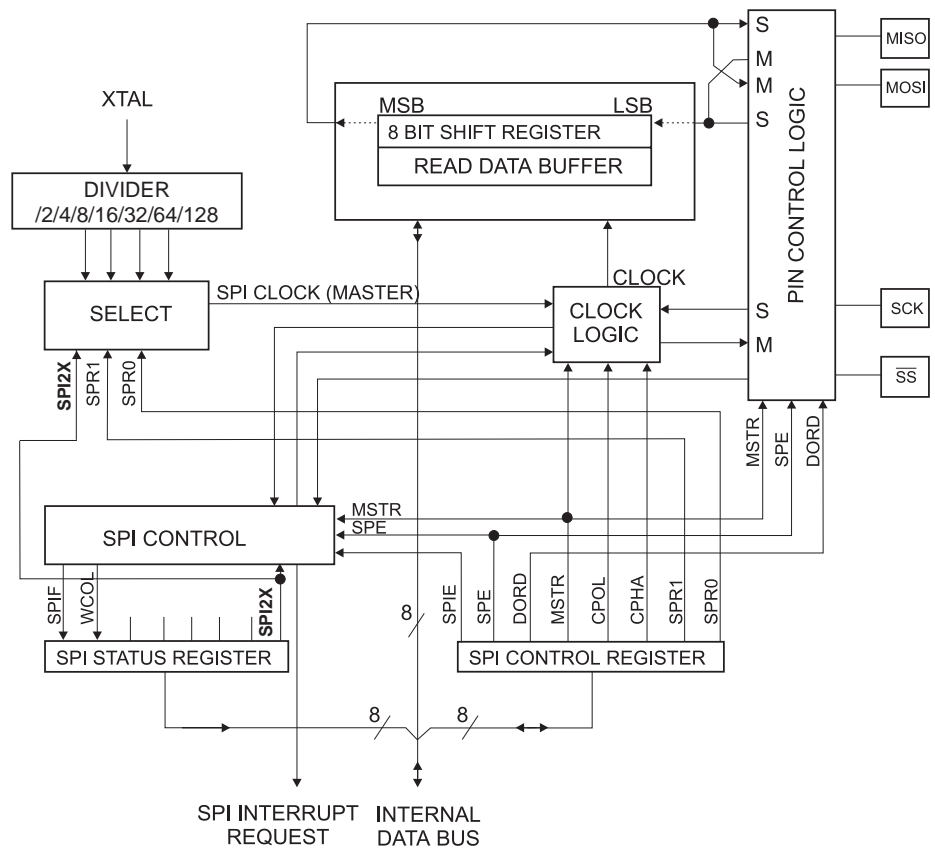 S
MISO
M
M
MOSI
XTAL
MSB
LSB
S
8 BIT SHIFT REGISTER
READ DATA BUFFER
DIVIDER
/2/4/8/16/32/64/128
PIN CONTROL LOGIC
CLOCK
SPI CLOCK (MASTER)
SELECT
CLOCK
LOGIC
S
M
SCK
SS
SPI2X
SPR1
SPR0
MSTR
SPE
DORD
MSTR
SPE
SPI CONTROL
SPIF
WCOL
SPI2X
8
SPIE
SPE
DORD
MSTR
CPOL
CPHA
SPR1
SPR0
SPI STATUS REGISTER
SPI CONTROL REGISTER
8
8
SPI INTERRUPT
REQUEST
INTERNAL
DATA BUS